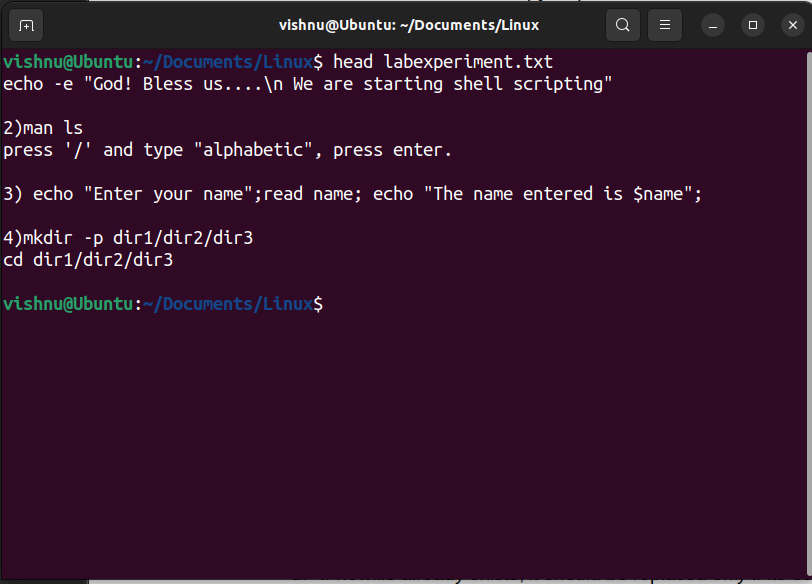 vishnu@Ubuntu: ~/Documents/Linux
vishnu@Ubuntu:~/Documents/Linux$ head labexperiment.txt
echo -e "God! Bless us....\n We are starting shell scripting"
2)man ls
press '/' and type "alphabetic", press enter.
3) echo "Enter your name";read name; echo "The name entered is $name";
4)mkdir -p dir1/dir2/dir3
cd dir1/dir2/dir3
vishnu@Ubuntu:~/Documents/Linux$